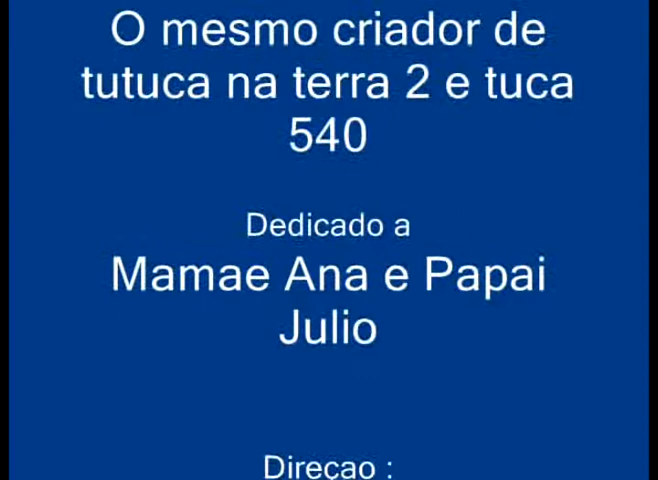 O mesmo criador de
tutuca na terra 2 e tuca
540
Dedicado a
Mamae Ana e Papai
Julio
Direçao :